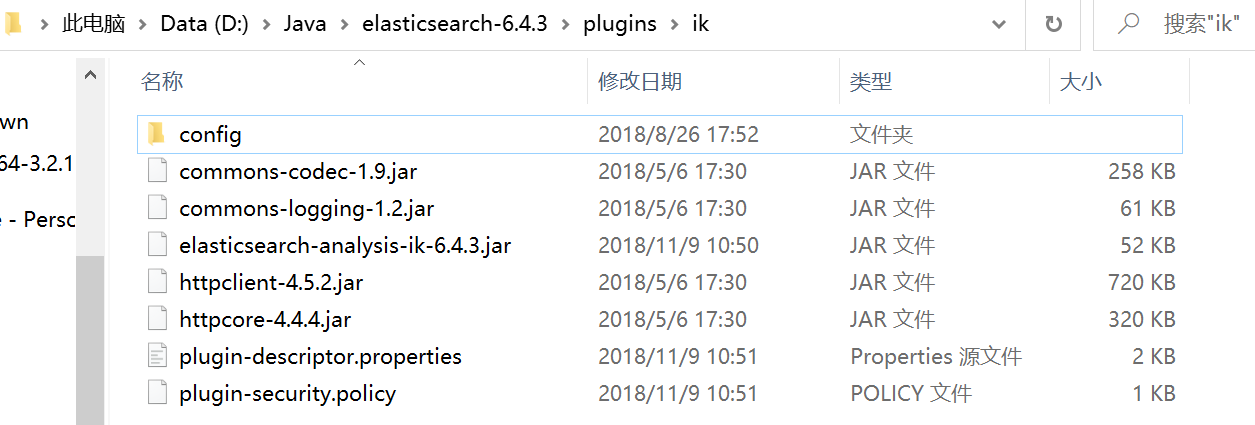 此电脑 > Data (D:) > Java > elasticsearch-6.4.3 > plugins > ik 搜索"ik"
名称 修改日期 类型 大小
wn
64-3.2.1
- Persc
config 2018/8/26 17:52 文件夹
commons-codec-1.9.jar 2018/5/6 17:30 JAR 文件 258 KB
commons-logging-1.2.jar 2018/5/6 17:30 JAR 文件 61 KB
elasticsearch-analysis-ik-6.4.3.jar 2018/11/9 10:50 JAR 文件 52 KB
httpclient-4.5.2.jar 2018/5/6 17:30 JAR 文件 720 KB
httpcore-4.4.4.jar 2018/5/6 17:30 JAR 文件 320 KB
plugin-descriptor.properties 2018/11/9 10:51 Properties 源文件 2 KB
plugin-security.policy 2018/11/9 10:51 POLICY 文件 1 KB